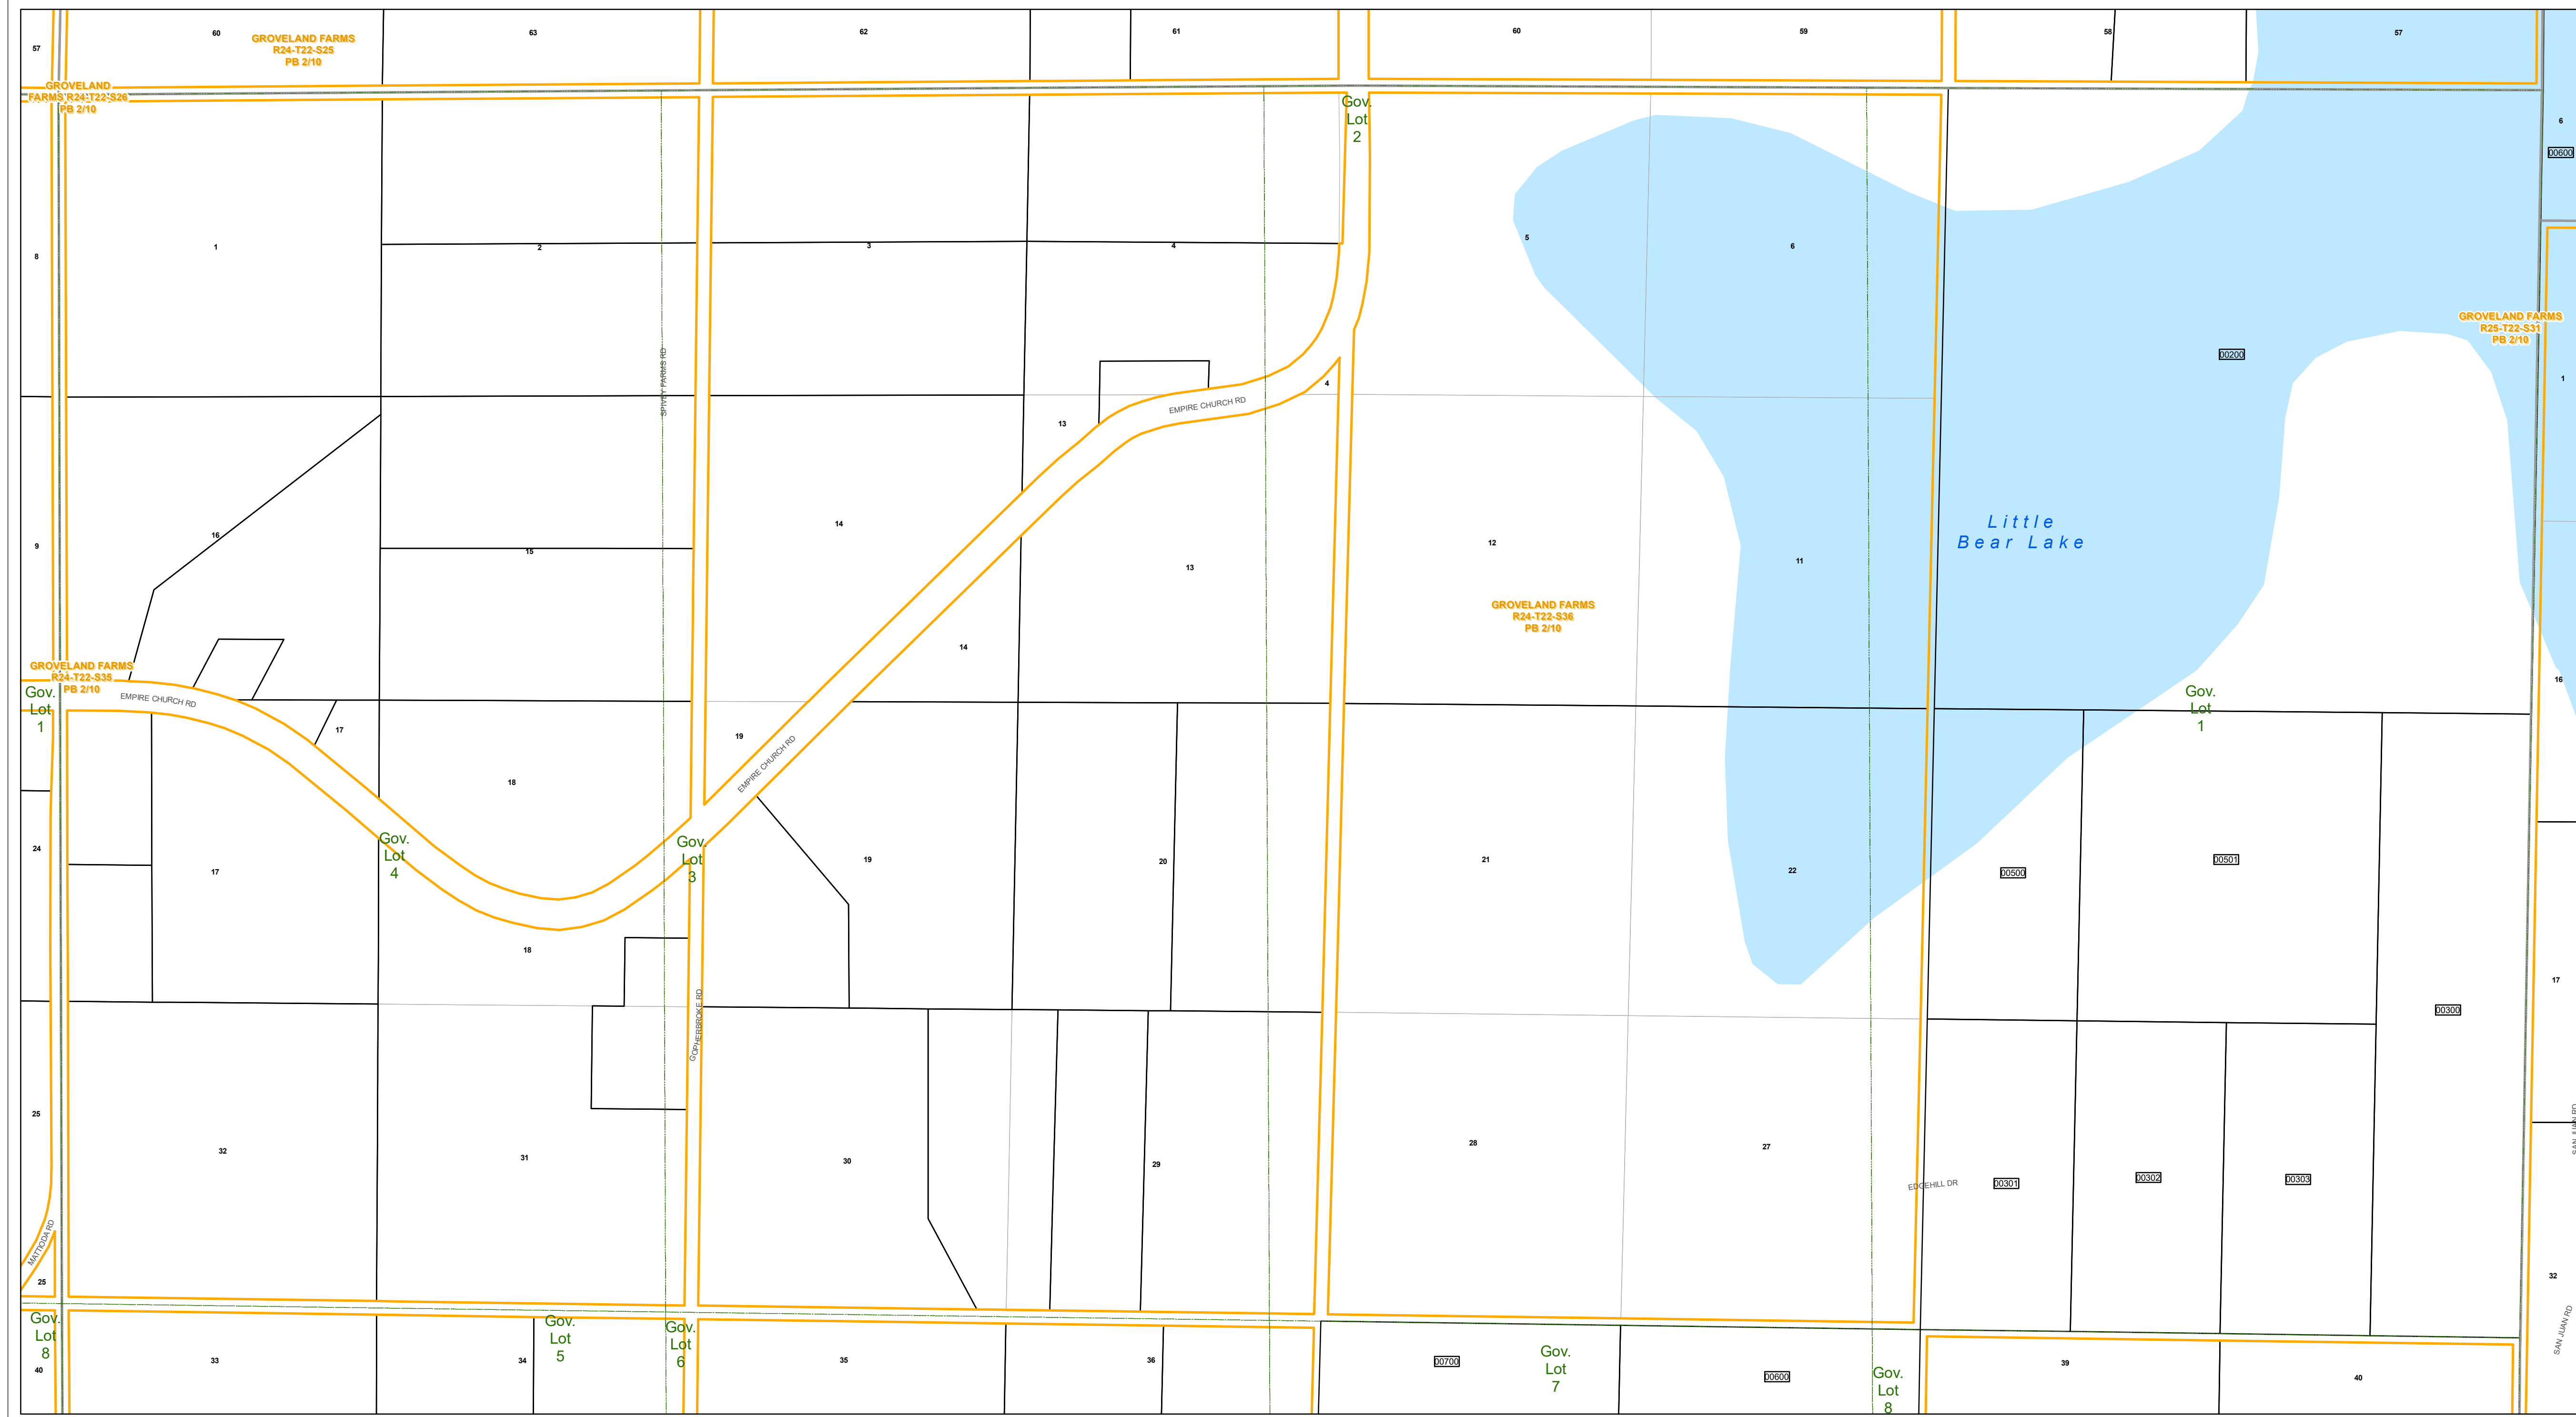 60
63
62
61
60
59
58
57
57
GROVELAND FARMS
R24-T22-S25
PB 2/10
GROVELAND
FARMS R24-T22-S26
PB 2/10
Gov.
Lot
2
6
00600
1
2
3
4
5
6
8
SPIVEY FARMS RD
GROVELAND FARMS
R25-T22-S31
PB 2/10
00200
1
4
EMPIRE CHURCH RD
13
14
16
15
9
12
11
13
Little
Bear Lake
GROVELAND FARMS
R24-T22-S36
PB 2/10
14
GROVELAND FARMS
R24-T22-S35
PB 2/10
Gov.
Lot
1
EMPIRE CHURCH RD
17
19
EMPIRE CHURCH RD
Gov.
Lot
1
16
18
24
17
Gov.
Lot
4
Gov.
Lot
3
19
20
21
22
00500
00501
18
17
GOPHERBROKE RD
00300
25
32
31
30
29
28
27
EDGEHILL DR
00301
00302
00303
SAN JUAN RD
MATTIODA RD
25
32
SAN JUAN RD
Gov.
Lot
8
40
33
34
Gov.
Lot
5
Gov.
Lot
6
35
36
00700
Gov.
Lot
7
00600
Gov.
Lot
8
39
40